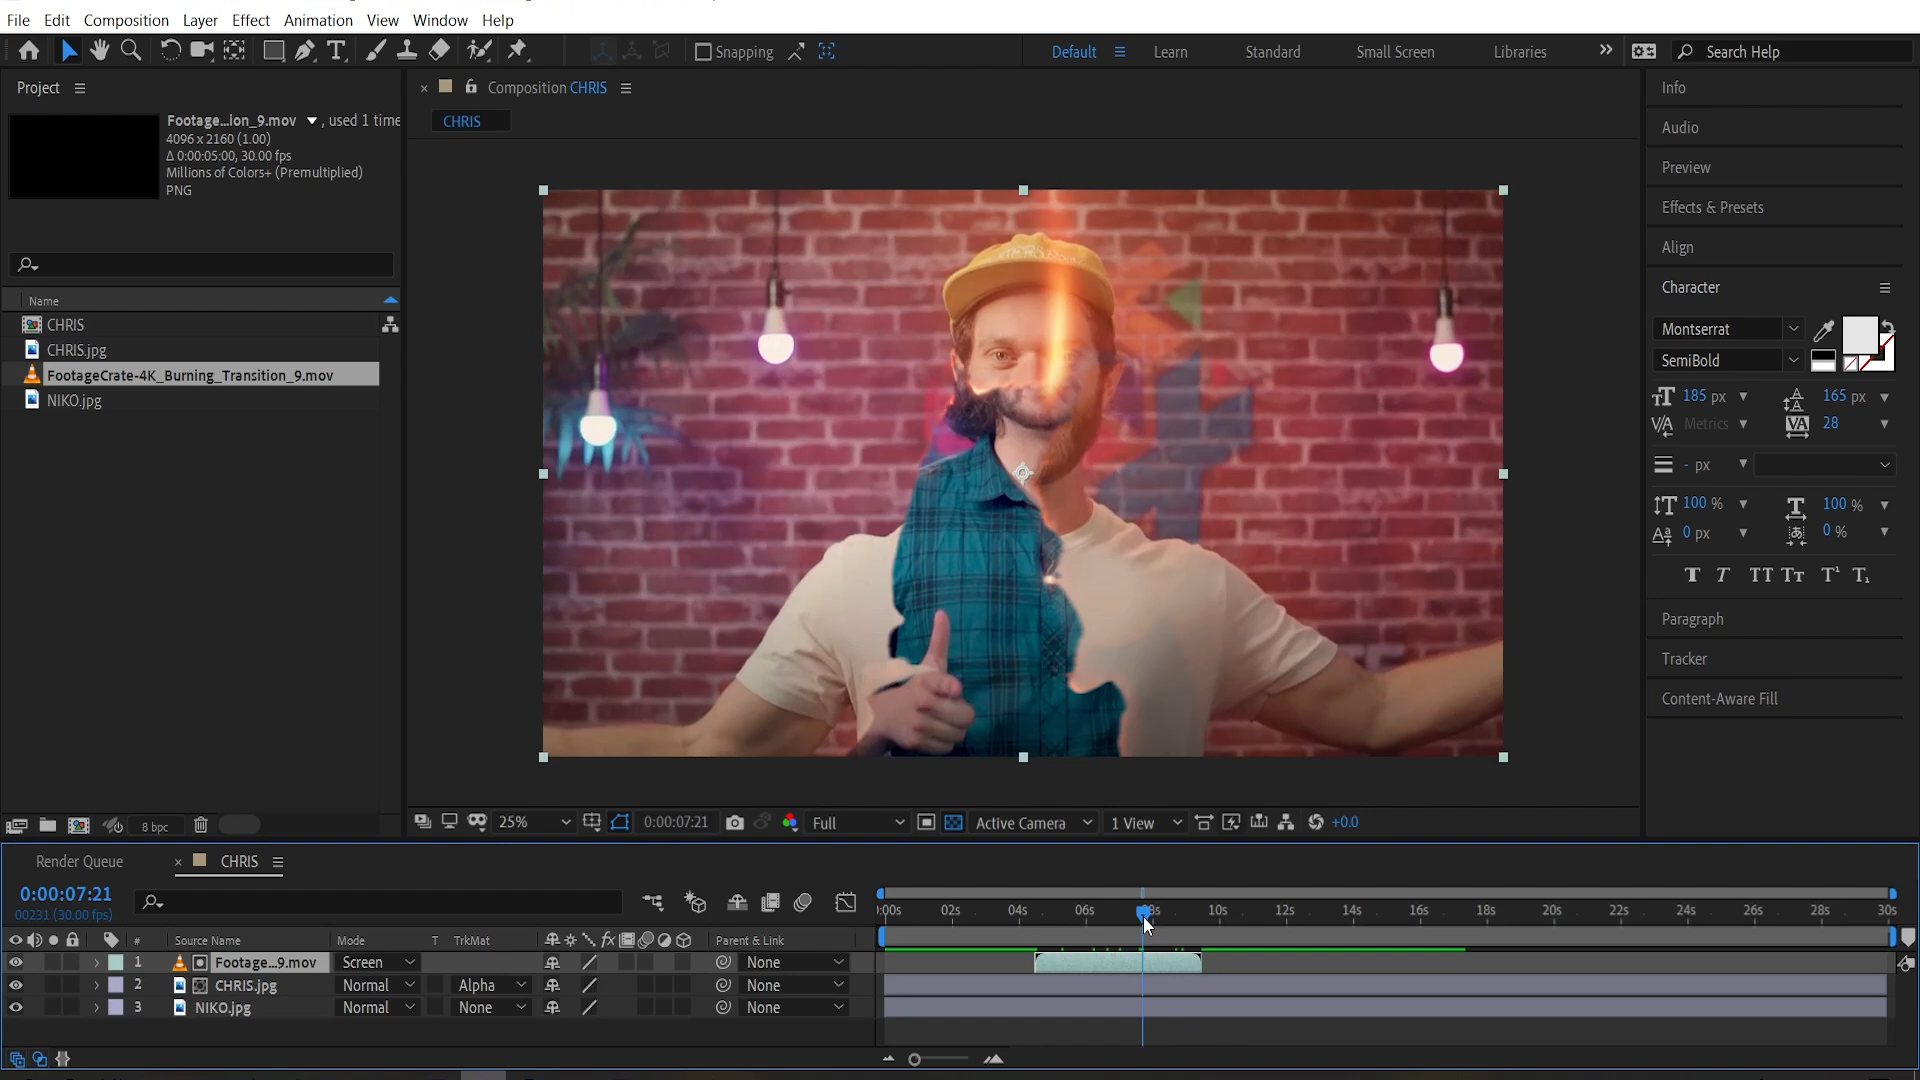 File Edit Composition Layer Effect Animation View Window Help
Snapping
Default Learn Standard Small Screen Libraries
Search Help
Project
Footage...ion_9.mov , used 1 time
4096 x 2160 (1.00)
Δ 0:00:05:00, 30.00 fps
Millions of Colors+ (Premultiplied)
PNG
Name
CHRIS
CHRIS.jpg
FootageCrate-4K_Burning_Transition_9.mov
NIKO.jpg
8 bpc
Composition CHRIS
CHRIS
25% 0:00:07:21 Full Active Camera 1 View +0.0
Info
Audio
Preview
Effects & Presets
Align
Character
Montserrat
SemiBold
185 px 165 px
Metrics 28
- px
100 % 100 %
0 px 0 %
T T TT Tт T¹ T₁
Paragraph
Tracker
Content-Aware Fill
Render Queue CHRIS
0:00:07:21
00231 (30.00 fps)
:00s 02s 04s 06s 08s 10s 12s 14s 16s 18s 20s 22s 24s 26s 28s 30s
# Source Name Mode T TrkMat Parent & Link
1 Footage...9.mov Screen None
2 CHRIS.jpg Normal Alpha None
3 NIKO.jpg Normal None None